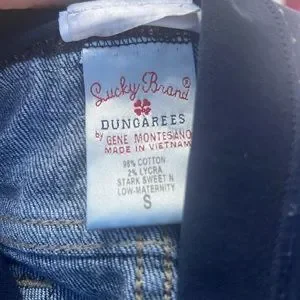 Lucky Brand®
DUNGAREES
by GENE MONTESANO
MADE IN VIETNAM
98% COTTON
2% LYCRA
STARK SWEET N
LOW-MATERNITY
S